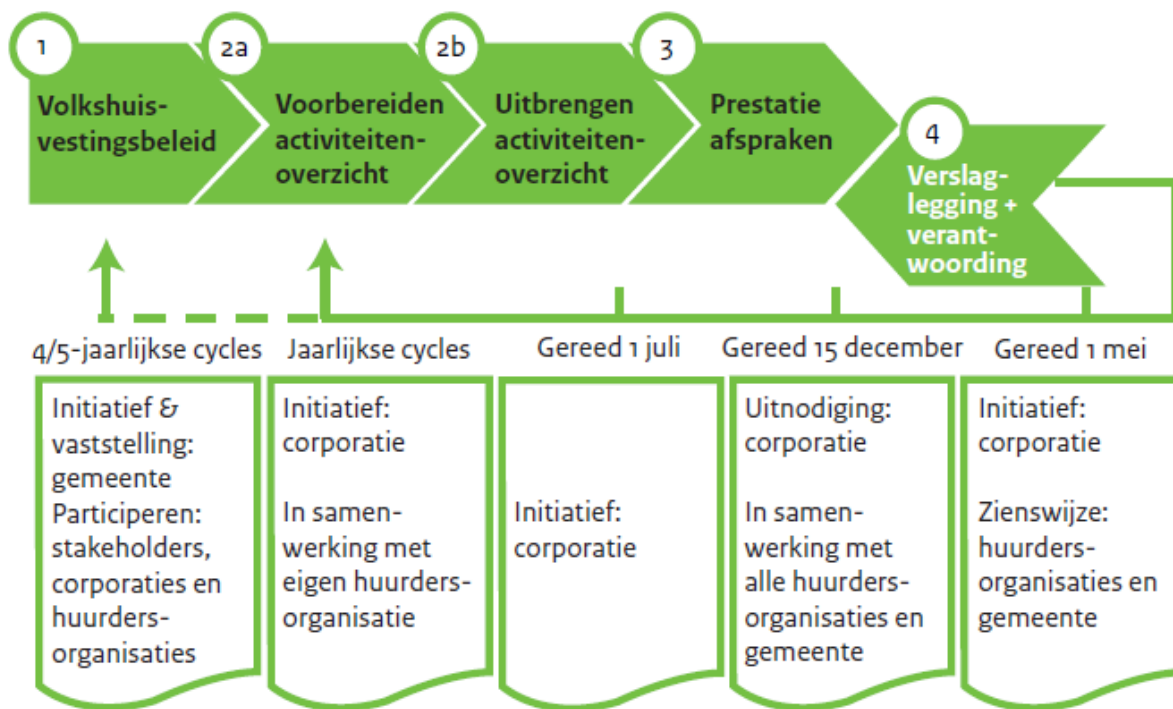 1
Volkshuis-
vestingsbeleid
2a
Voorbereiden
activiteiten-
overzicht
2b
Uitbrengen
activiteiten-
overzicht
3
Prestatie
afspraken
4
Verslag-
legging +
verant-
woording
4/5-jaarlijkse cycles
Jaarlijkse cycles
Gereed 1 juli
Gereed 15 december
Gereed 1 mei
Initiatief &
vaststelling:
gemeente
Participeren:
stakeholders,
corporaties en
huurders-
organisaties
Initiatief:
corporatie
In samen-
werking met
eigen huurders-
organisatie
Initiatief:
corporatie
Uitnodiging:
corporatie
In samen-
werking met
alle huurders-
organisaties en
gemeente
Initiatief:
corporatie
Zienswijze:
huurders-
organisaties en
gemeente